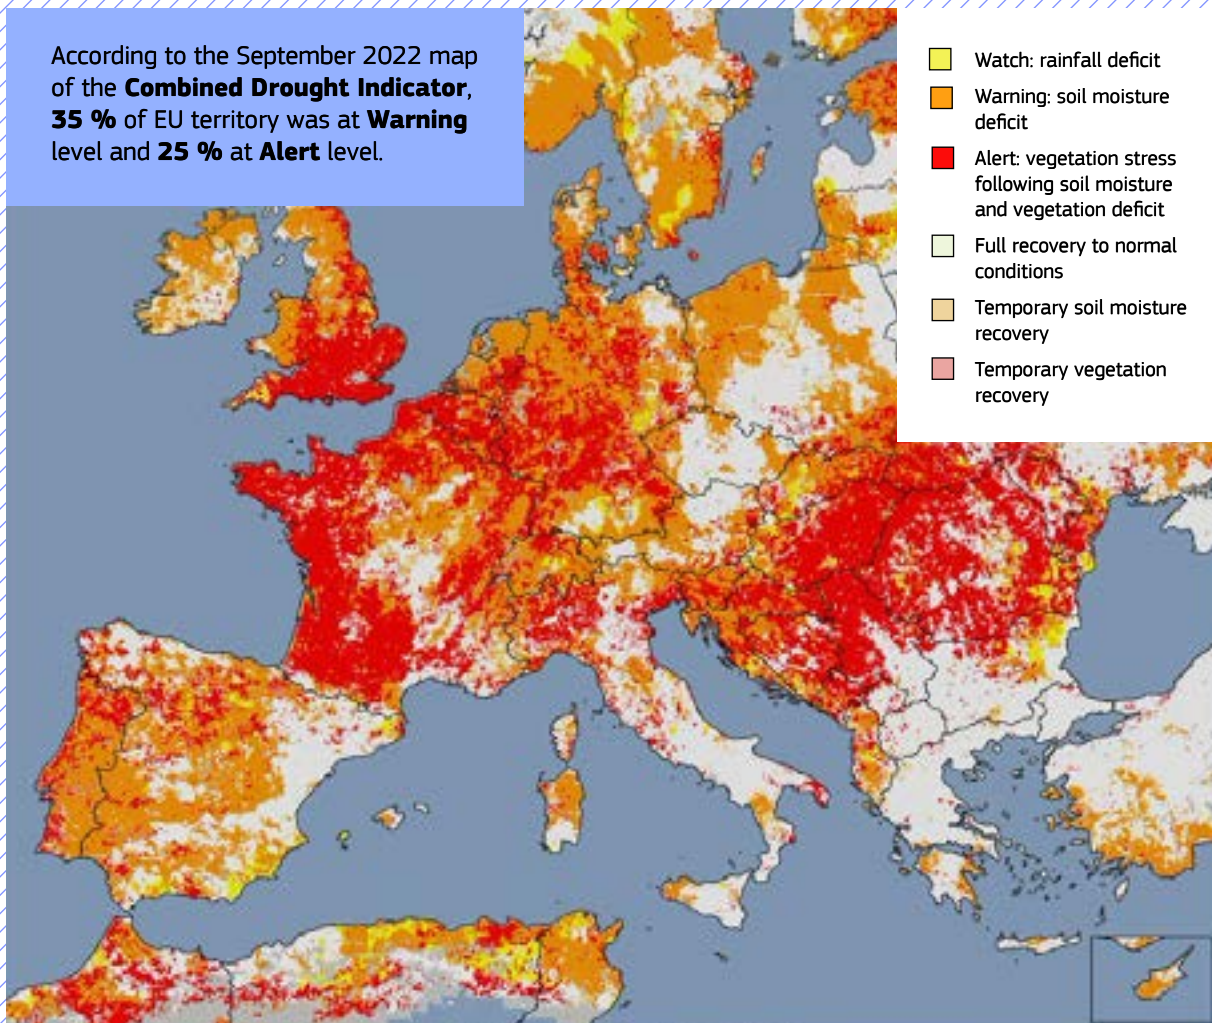 According to the September 2022 map
of the Combined Drought Indicator,
35 % of EU territory was at Warning
level and 25 % at Alert level.
Watch: rainfall deficit
Warning: soil moisture
deficit
Alert: vegetation stress
following soil moisture
and vegetation deficit
Full recovery to normal
conditions
Temporary soil moisture
recovery
Temporary vegetation
recovery